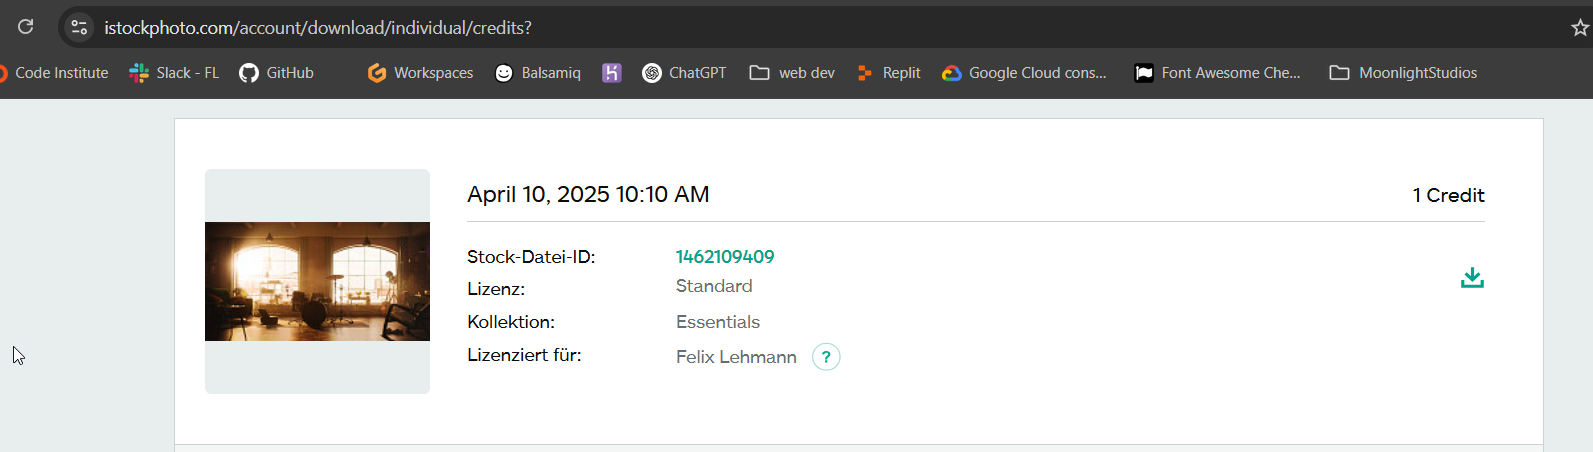 istockphoto.com/account/download/individual/credits?
Code Institute Slack - FL GitHub Workspaces Balsamiq ChatGPT web dev Replit Google Cloud cons... Font Awesome Che... MoonlightStudios
April 10, 2025 10:10 AM 1 Credit
Stock-Datei-ID: 1462109409
Lizenz: Standard
Kollektion: Essentials
Lizenziert für: Felix Lehmann ?